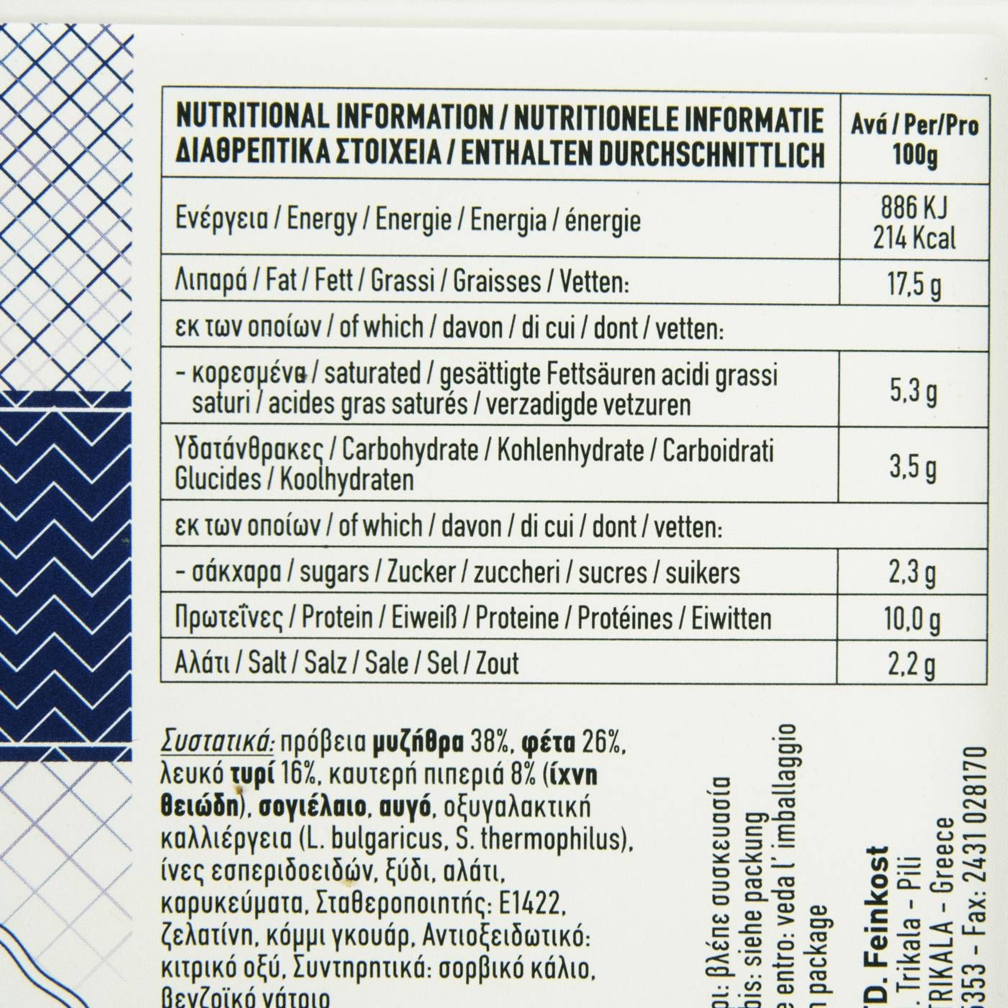 NUTRITIONAL INFORMATION / NUTRITIONELE INFORMATIE
ΔΙΑΘΡΕΠΤΙΚΑ ΣΤΟΙΧΕΙΑ / ENTHALTEN DURCHSCHNITTLICH
Ανά / Per/Pro
100g
Ενέργεια / Energy / Energie / Energia / énergie
886 KJ
214 Kcal
Λιπαρά / Fat / Fett / Grassi / Graisses / Vetten:
17,5 g
εκ των οποίων / of which / davon / di cui / dont / vetten:
- κορεσμένα / saturated / gesättigte Fettsäuren acidi grassi
saturi / acides gras saturés / verzadigde vetzuren
5,3 g
Υδατάνθρακες / Carbohydrate / Kohlenhydrate / Carboidrati
Glucides / Koolhydraten
3,5 g
εκ των οποίων / of which / davon / di cui / dont / vetten:
- σάκχαρα / sugars / Zucker / zuccheri / sucres / suikers
2,3 g
Πρωτεΐνες / Protein / Eiweiß / Proteine / Protéines / Eiwitten
10,0 g
Αλάτι / Salt / Salz / Sale / Sel / Zout
2,2 g
Συστατικά: πρόβεια μυζήθρα 38%, φέτα 26%,
λευκό τυρί 16%, καυτερή πιπεριά 8% (ίχνη
θειώδη), σογιέλαιο, αυγό, οξυγαλακτική
καλλιέργεια (L. bulgaricus, S. thermophilus),
ίνες εσπεριδοειδών, ξύδι, αλάτι,
καρυκεύματα, Σταθεροποιητής: E1422,
ζελατίνη, κόμμι γκουάρ, Αντιοξειδωτικό:
κιτρικό οξύ, Συντηρητικά: σορβικό κάλιο,
βενζοϊκό νάτριο
βλέπε συσκευασία
bis: siehe packung
entro: veda l' imballaggio
package
Feinkost
Trikala - Pili
TRIKALA - Greece
353 - Fax: 2431 028170